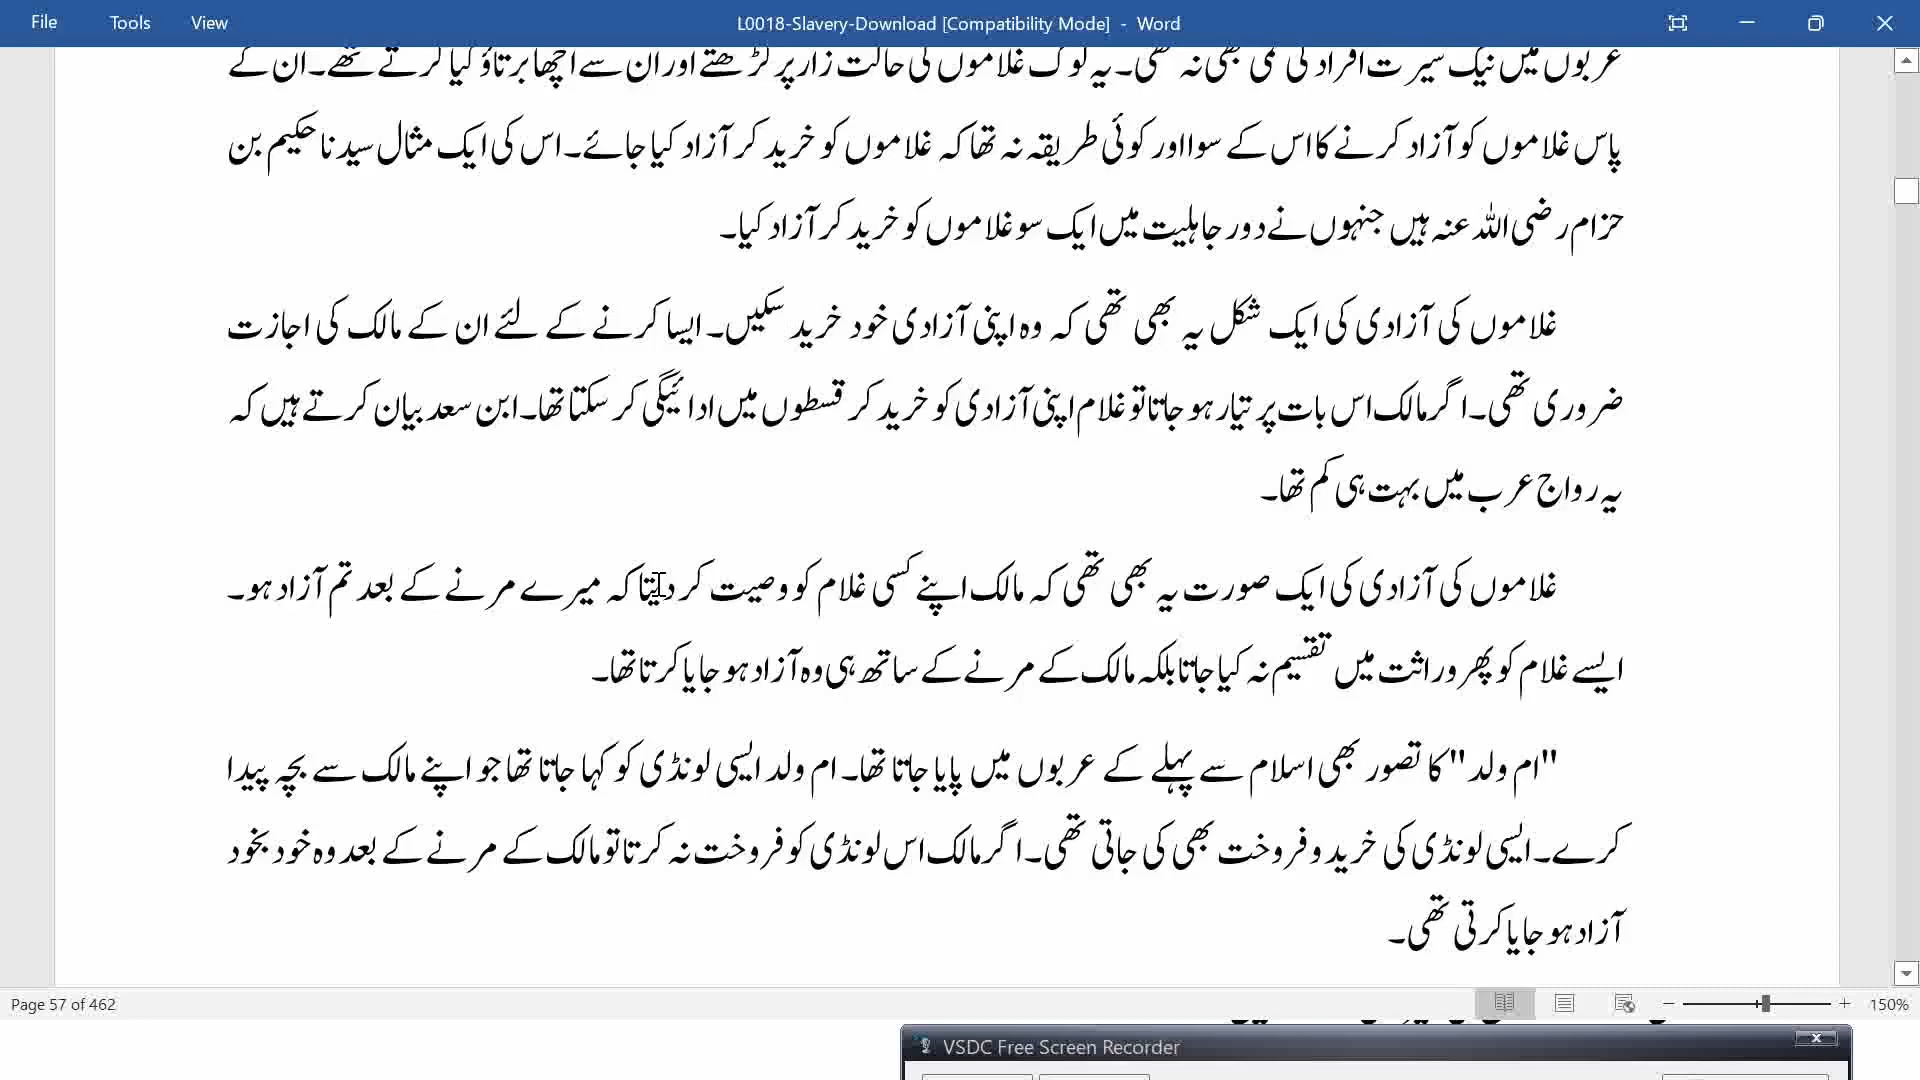 File Tools View L0018-Slavery-Download [Compatibility Mode] - Word
عربوں میں نیک سیرت افراد کی کمی بھی نہ تھی۔ یہ لوگ غلاموں کی حالت زار پر کڑھتے اور ان سے اچھا برتاؤ کیا کرتے تھے۔ ان کے
پاس غلاموں کو آزاد کرنے کا اس کے سوا اور کوئی طریقہ نہ تھا کہ غلاموں کو خرید کر آزاد کیا جائے۔ اس کی ایک مثال سیدنا حکیم بن
حزام رضی اللہ عنہ ہیں جنہوں نے دور جاہلیت میں ایک سو غلاموں کو خرید کر آزاد کیا۔
غلاموں کی آزادی کی ایک شکل یہ بھی تھی کہ وہ اپنی آزادی خود خرید سکیں۔ ایسا کرنے کے لئے ان کے مالک کی اجازت
ضروری تھی۔ اگر مالک اس بات پر تیار ہو جاتا تو غلام اپنی آزادی کو خرید کر قسطوں میں ادائیگی کر سکتا تھا۔ ابن سعد بیان کرتے ہیں کہ
یہ رواج عرب میں بہت ہی کم تھا۔
غلاموں کی آزادی کی ایک صورت یہ بھی تھی کہ مالک اپنے کسی غلام کو وصیت کر دیتا کہ میرے مرنے کے بعد تم آزاد ہو۔
ایسے غلام کو پھر وراثت میں تقسیم نہ کیا جاتا بلکہ مالک کے مرنے کے ساتھ ہی وہ آزاد ہو جایا کرتا تھا۔
"ام ولد" کا تصور بھی اسلام سے پہلے کے عربوں میں پایا جاتا تھا۔ ام ولد ایسی لونڈی کو کہا جاتا تھا جو اپنے مالک سے بچہ پیدا
کرے۔ ایسی لونڈی کی خرید و فروخت بھی کی جاتی تھی۔ اگر مالک اس لونڈی کو فروخت نہ کرتا تو مالک کے مرنے کے بعد وہ خود بخود
آزاد ہو جایا کرتی تھی۔
Page 57 of 462 150%
VSDC Free Screen Recorder